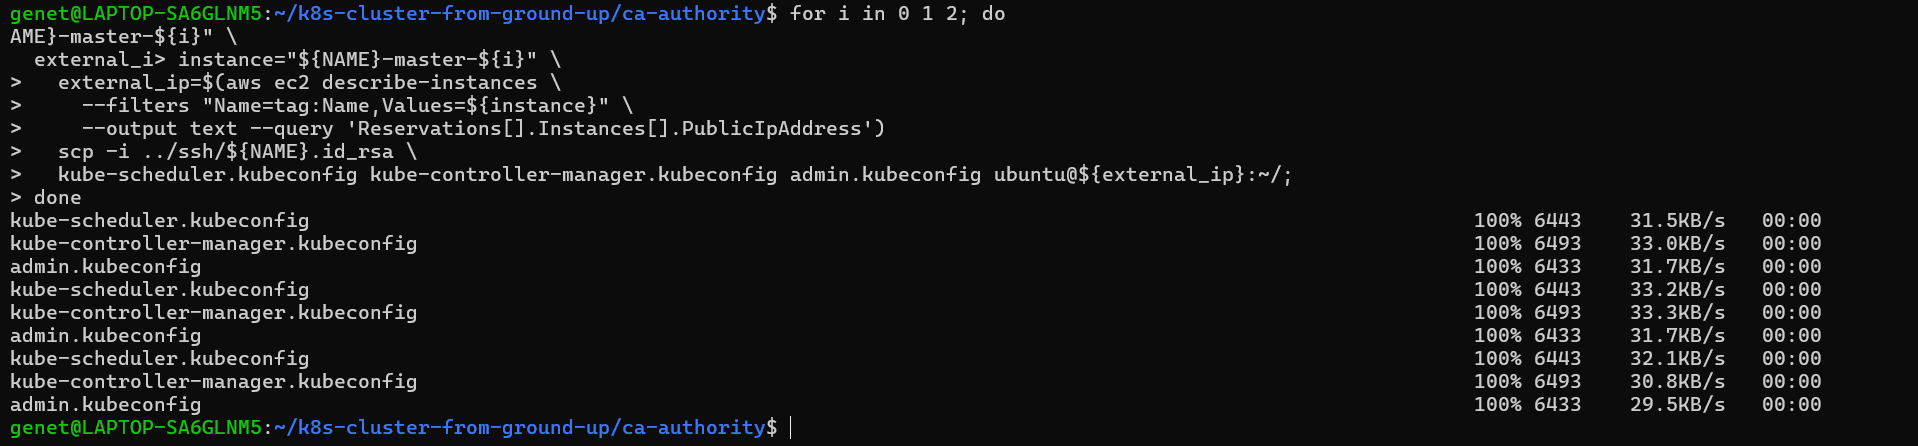 genet@LAPTOP-SA6GLNM5:~/k8s-cluster-from-ground-up/ca-authority$ for i in 0 1 2; do
AME}-master-${i}" \
  external_i> instance="${NAME}-master-${i}" \
>   external_ip=$(aws ec2 describe-instances \
>     --filters "Name=tag:Name,Values=${instance}" \
>     --output text --query 'Reservations[].Instances[].PublicIpAddress')
>   scp -i ../ssh/${NAME}.id_rsa \
>   kube-scheduler.kubeconfig kube-controller-manager.kubeconfig admin.kubeconfig ubuntu@${external_ip}:~/;
> done
kube-scheduler.kubeconfig 100% 6443 31.5KB/s 00:00
kube-controller-manager.kubeconfig 100% 6493 33.0KB/s 00:00
admin.kubeconfig 100% 6433 31.7KB/s 00:00
kube-scheduler.kubeconfig 100% 6443 33.2KB/s 00:00
kube-controller-manager.kubeconfig 100% 6493 33.3KB/s 00:00
admin.kubeconfig 100% 6433 31.7KB/s 00:00
kube-scheduler.kubeconfig 100% 6443 32.1KB/s 00:00
kube-controller-manager.kubeconfig 100% 6493 30.8KB/s 00:00
admin.kubeconfig 100% 6433 29.5KB/s 00:00
genet@LAPTOP-SA6GLNM5:~/k8s-cluster-from-ground-up/ca-authority$